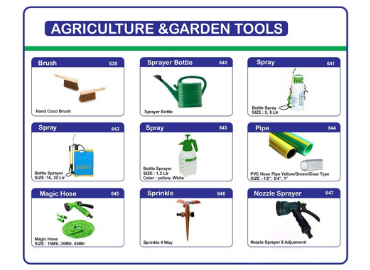 AGRICULTURE &GARDEN TOOLS
Brush 639
Hand Coco Brush
Sprayer Bottle 640
Sprayer Bottle
Spray 641
Bottle Spray
SIZE : 5, 8 Ltr
Spray 642
Bottle Sprayer
SIZE : 16, 20 Ltr
Spray 643
Bottle Sprayer
SIZE : 1,2 Ltr
Color : yellow, White
Pipe 644
PVC Hose Pipe Yellow/Green/Clear Type
SIZE : 1/2", 3/4", 1"
Magic Hose 645
Magic Hose
SIZE : 15Mtr, 30Mtr, 45Mtr
Sprinkle 646
Sprinkle 4 Way
Nozzle Sprayer 647
Nozzle Sprayer 8 Adjusment